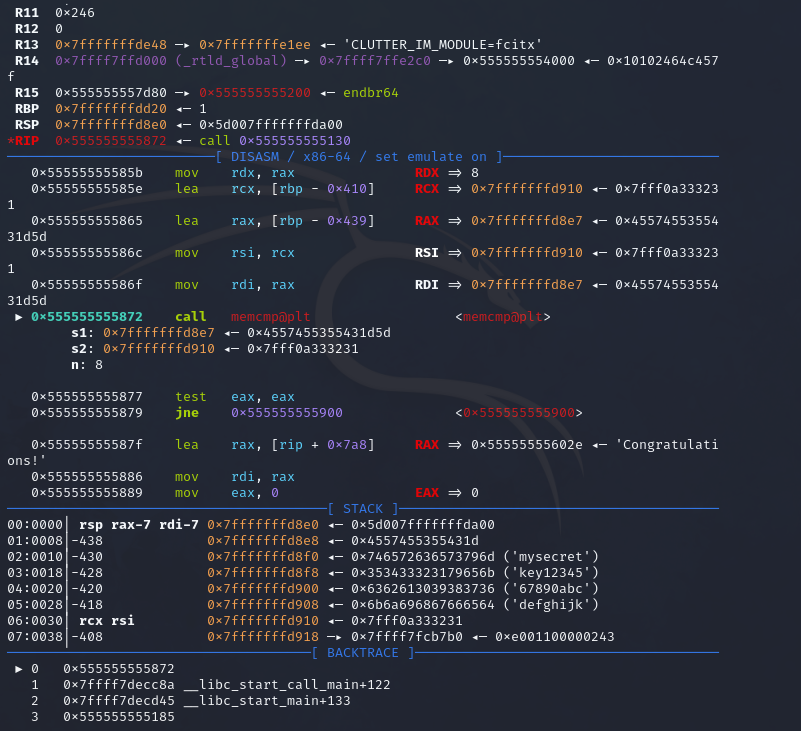 R11  0×246
R12  0
R13  0×7fffffffde48 —▸ 0×7fffffffe1ee ◂— 'CLUTTER_IM_MODULE=fcitx'
R14  0×7ffff7ffd000 (_rtld_global) —▸ 0×7ffff7ffe2c0 —▸ 0×555555554000 ◂— 0×10102464c457
f
R15  0×555555557d80 —▸ 0×555555555200 ◂— endbr64
RBP  0×7fffffffdd20 ◂— 1
RSP  0×7fffffffd8e0 ◂— 0×5d007fffffffda00
*RIP  0×555555555872 ◂— call 0×555555555130
[ DISASM / x86-64 / set emulate on ]
0×55555555585b    mov    rdx, rax    RDX ⇒ 8
0×55555555585e    lea    rcx, [rbp - 0×410]    RCX ⇒ 0×7fffffffd910 ◂— 0×7fff0a33323
1
0×555555555865    lea    rax, [rbp - 0×439]    RAX ⇒ 0×7fffffffd8e7 ◂— 0×45574553554
31d5d
0×55555555586c    mov    rsi, rcx    RSI ⇒ 0×7fffffffd910 ◂— 0×7fff0a33323
1
0×55555555586f    mov    rdi, rax    RDI ⇒ 0×7fffffffd8e7 ◂— 0×45574553554
31d5d
► 0×555555555872    call   memcmp@plt    <memcmp@plt>
s1: 0×7fffffffd8e7 ◂— 0×4557455355431d5d
s2: 0×7fffffffd910 ◂— 0×7fff0a333231
n: 8
0×555555555877    test   eax, eax
0×555555555879    jne    0×555555555900    <0×555555555900>
0×55555555587f    lea    rax, [rip + 0×7a8]    RAX ⇒ 0×55555555602e ◂— 'Congratulati
ons!'
0×555555555886    mov    rdi, rax
0×555555555889    mov    eax, 0    EAX ⇒ 0
[ STACK ]
00:0000│ rsp rax-7 rdi-7 0×7fffffffd8e0 ◂— 0×5d007fffffffda00
01:0008│-438    0×7fffffffd8e8 ◂— 0×4557455355431d
02:0010│-430    0×7fffffffd8f0 ◂— 0×746572636573796d ('mysecret')
03:0018│-428    0×7fffffffd8f8 ◂— 0×353433323179656b ('key12345')
04:0020│-420    0×7fffffffd900 ◂— 0×6362613039383736 ('67890abc')
05:0028│-418    0×7fffffffd908 ◂— 0×6b6a696867666564 ('defghijk')
06:0030│ rcx rsi    0×7fffffffd910 ◂— 0×7fff0a333231
07:0038│-408    0×7fffffffd918 —▸ 0×7ffff7fcb7b0 ◂— 0×e001100000243
[ BACKTRACE ]
► 0   0×555555555872
1   0×7ffff7decc8a __libc_start_call_main+122
2   0×7ffff7decd45 __libc_start_main+133
3   0×555555555185